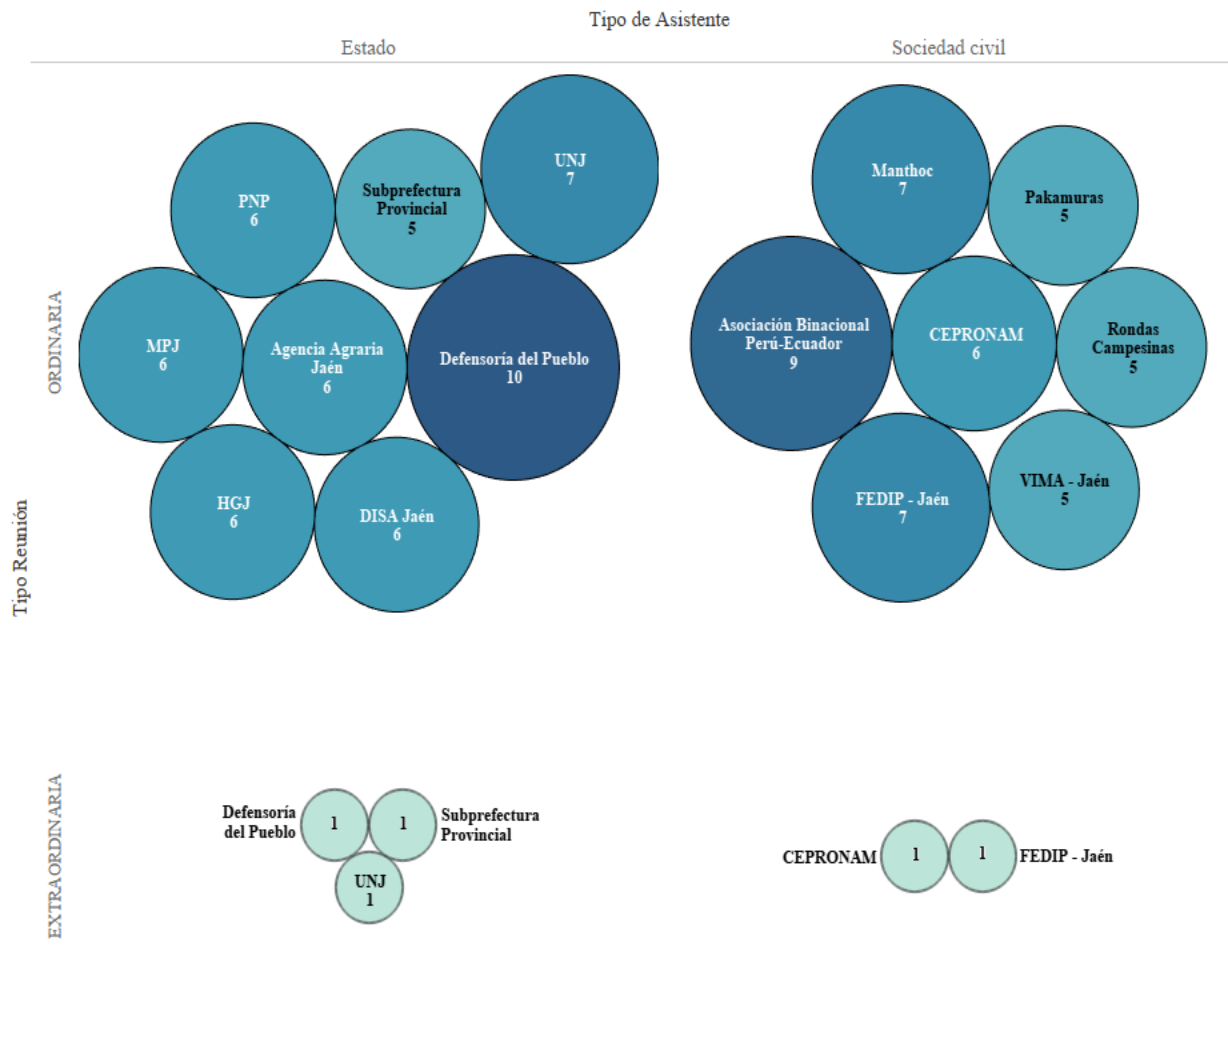 Tipo de Asistente
Estado
Sociedad civil
Tipo Reunión
ORDINARIA
PNP
6
Subprefectura
Provincial
5
UNJ
7
MPJ
6
Agencia Agraria
Jaén
6
Defensoría del Pueblo
10
HGJ
6
DISA Jaén
6
Manthoc
7
Pakamuras
5
Asociación Binacional
Perú-Ecuador
9
CEPRONAM
6
Rondas
Campesinas
5
FEDIP - Jaén
7
VIMA - Jaén
5
EXTRAORDINARIA
Defensoría
del Pueblo
1
1
Subprefectura
Provincial
UNJ
1
CEPRONAM
1
1
FEDIP - Jaén